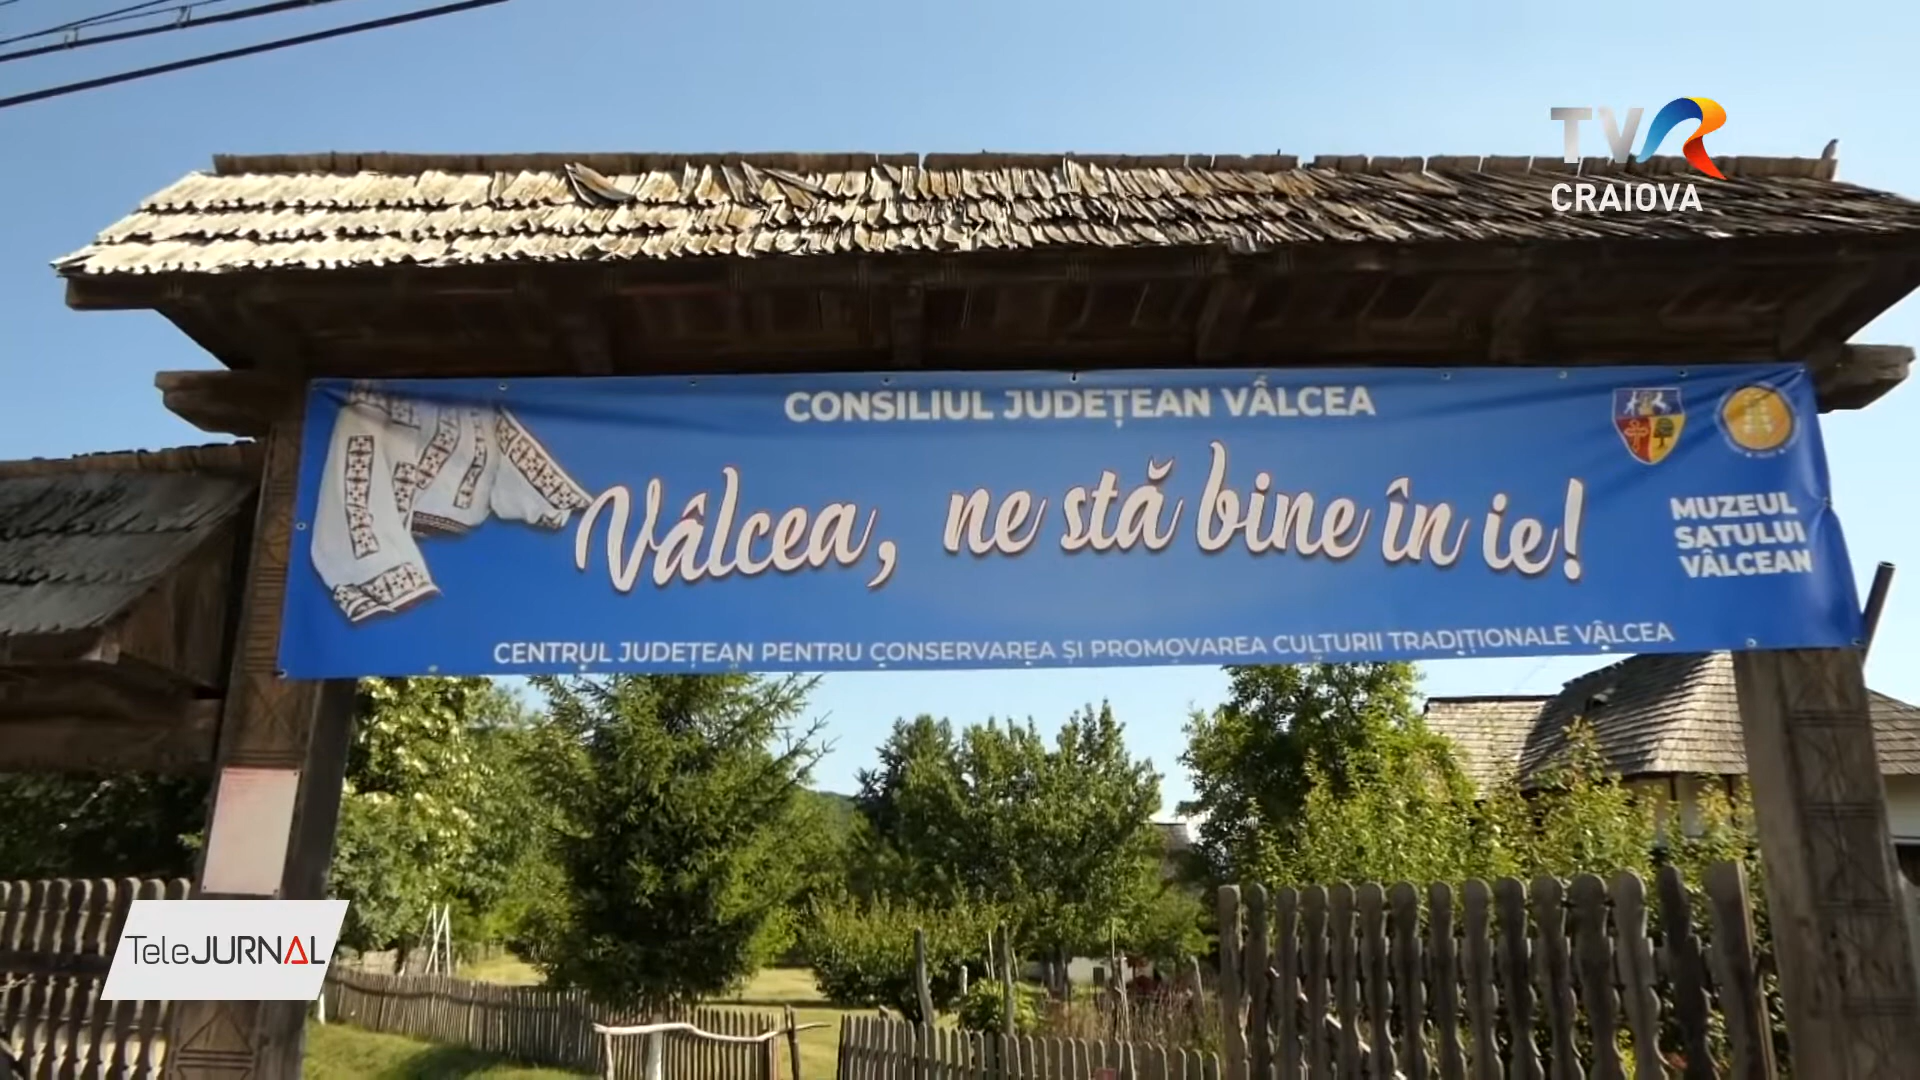 TVR
CRAIOVA
CONSILIUL JUDEȚEAN VÂLCEA
Vâlcea, ne stă bine în ie!
MUZEUL
SATULUI
VÂLCEAN
CENTRUL JUDEȚEAN PENTRU CONSERVAREA ȘI PROMOVAREA CULTURII TRADIȚIONALE VÂLCEA
TeleJURNAL